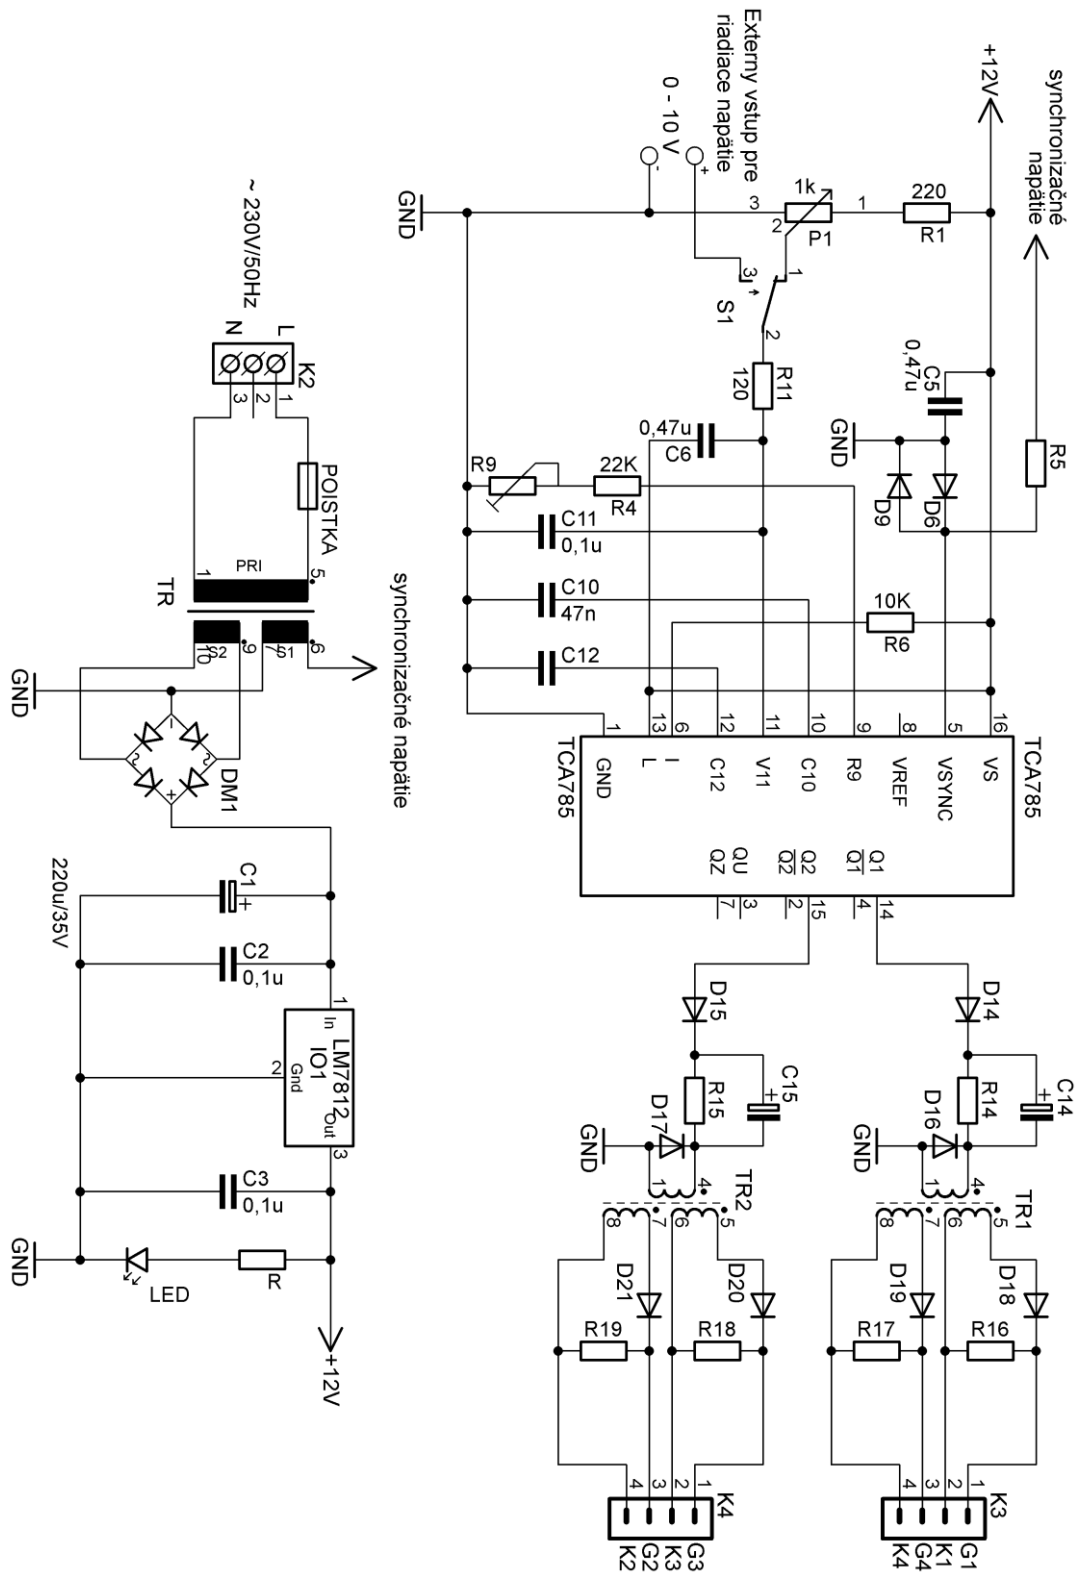 synchronizačné
napätie
+12V
Externy vstup pre
riadiace napätie
0 - 10 V
+
-
1k
3
2
1
P1
220
R1
GND
S1
3
1
2
R11
120
C5
0,47u
GND
D9
D6
R5
0,47u
C6
R9
22K
R4
C11
0,1u
C10
47n
C12
10K
R6
TCA785
TCA785
1
13
6
12
11
10
9
8
5
16
GND
L
I
C12
V11
C10
R9
VREF
VSYNC
VS
QZ
QU
Q2
Q2
Q1
Q1
7
3
2
15
4
14
D15
D14
R15
C15
D17
GND
TR2
1
4
8
7
6
5
R14
C14
+
+
D16
GND
TR1
1
4
8
7
6
5
D21
D20
R19
R18
D19
D18
R17
R16
4
3
2
1
K4
K2
G2
K3
G3
4
3
2
1
K3
K4
G4
K1
G1
~ 230V/50Hz
N
L
K2
3
2
1
POISTKA
PRI
1
5
TR
S2
S1
10
9
7
6
synchronizačné napätie
GND
DM1
-
+
~
~
C1
+
220u/35V
C2
0,1u
1
In
LM7812
IO1
2
Gnd
Out
3
C3
0,1u
GND
LED
R
+12V